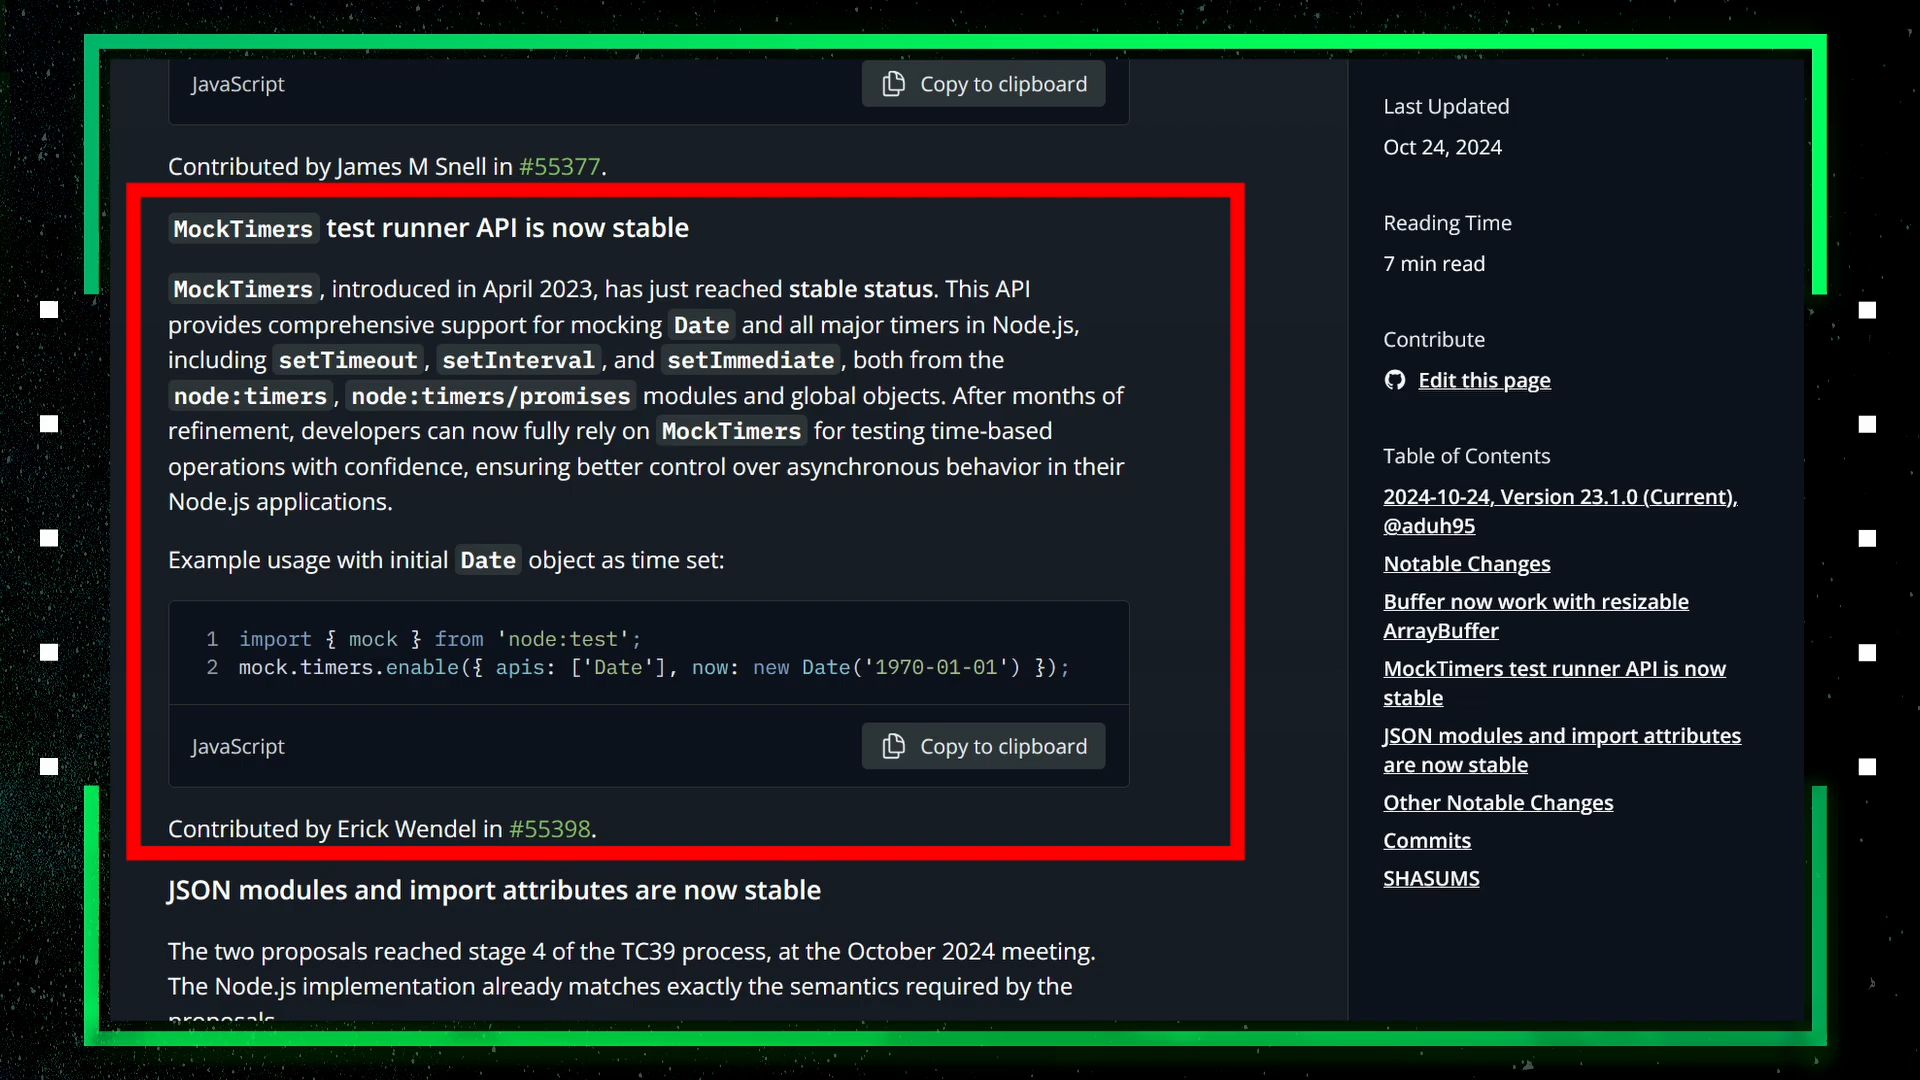 JavaScript
Copy to clipboard
Contributed by James M Snell in #55377.
MockTimers test runner API is now stable
MockTimers, introduced in April 2023, has just reached stable status. This API
provides comprehensive support for mocking Date and all major timers in Node.js,
including setTimeout, setInterval, and setImmediate, both from the
node:timers, node:timers/promises modules and global objects. After months of
refinement, developers can now fully rely on MockTimers for testing time-based
operations with confidence, ensuring better control over asynchronous behavior in their
Node.js applications.
Example usage with initial Date object as time set:
1 import { mock } from 'node:test';
2 mock.timers.enable({ apis: ['Date'], now: new Date('1970-01-01') });
JavaScript
Copy to clipboard
Contributed by Erick Wendel in #55398.
JSON modules and import attributes are now stable
The two proposals reached stage 4 of the TC39 process, at the October 2024 meeting.
The Node.js implementation already matches exactly the semantics required by the
proposals.
Last Updated
Oct 24, 2024
Reading Time
7 min read
Contribute
Edit this page
Table of Contents
2024-10-24, Version 23.1.0 (Current),
@aduh95
Notable Changes
Buffer now work with resizable
ArrayBuffer
MockTimers test runner API is now
stable
JSON modules and import attributes
are now stable
Other Notable Changes
Commits
SHASUMS